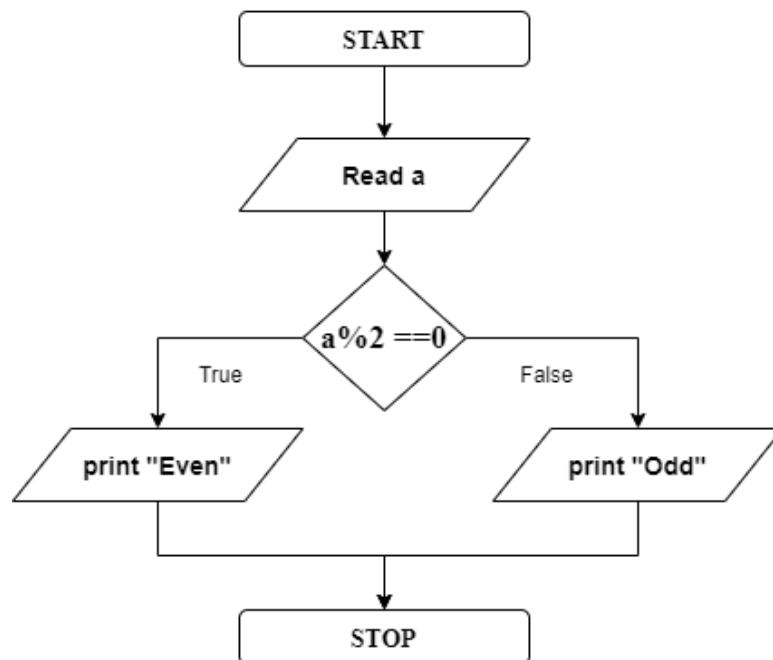 START
Read a
a%2 ==0
True
False
print "Even"
print "Odd"
STOP